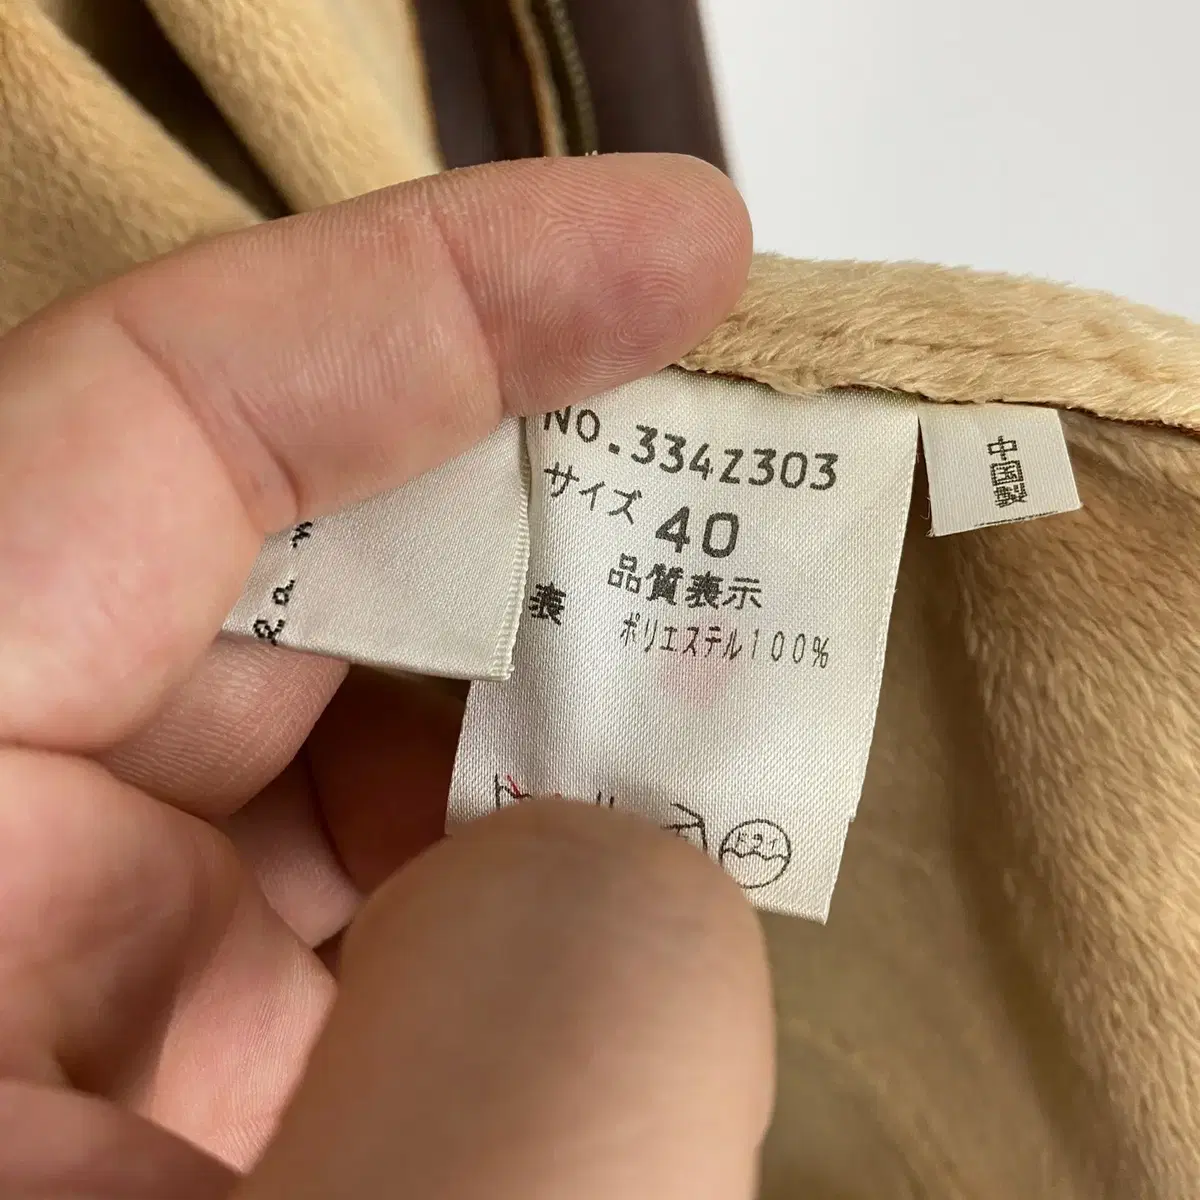 No.334Z303
サイズ 40
品質表示
表 ポリエステル100%
中国製